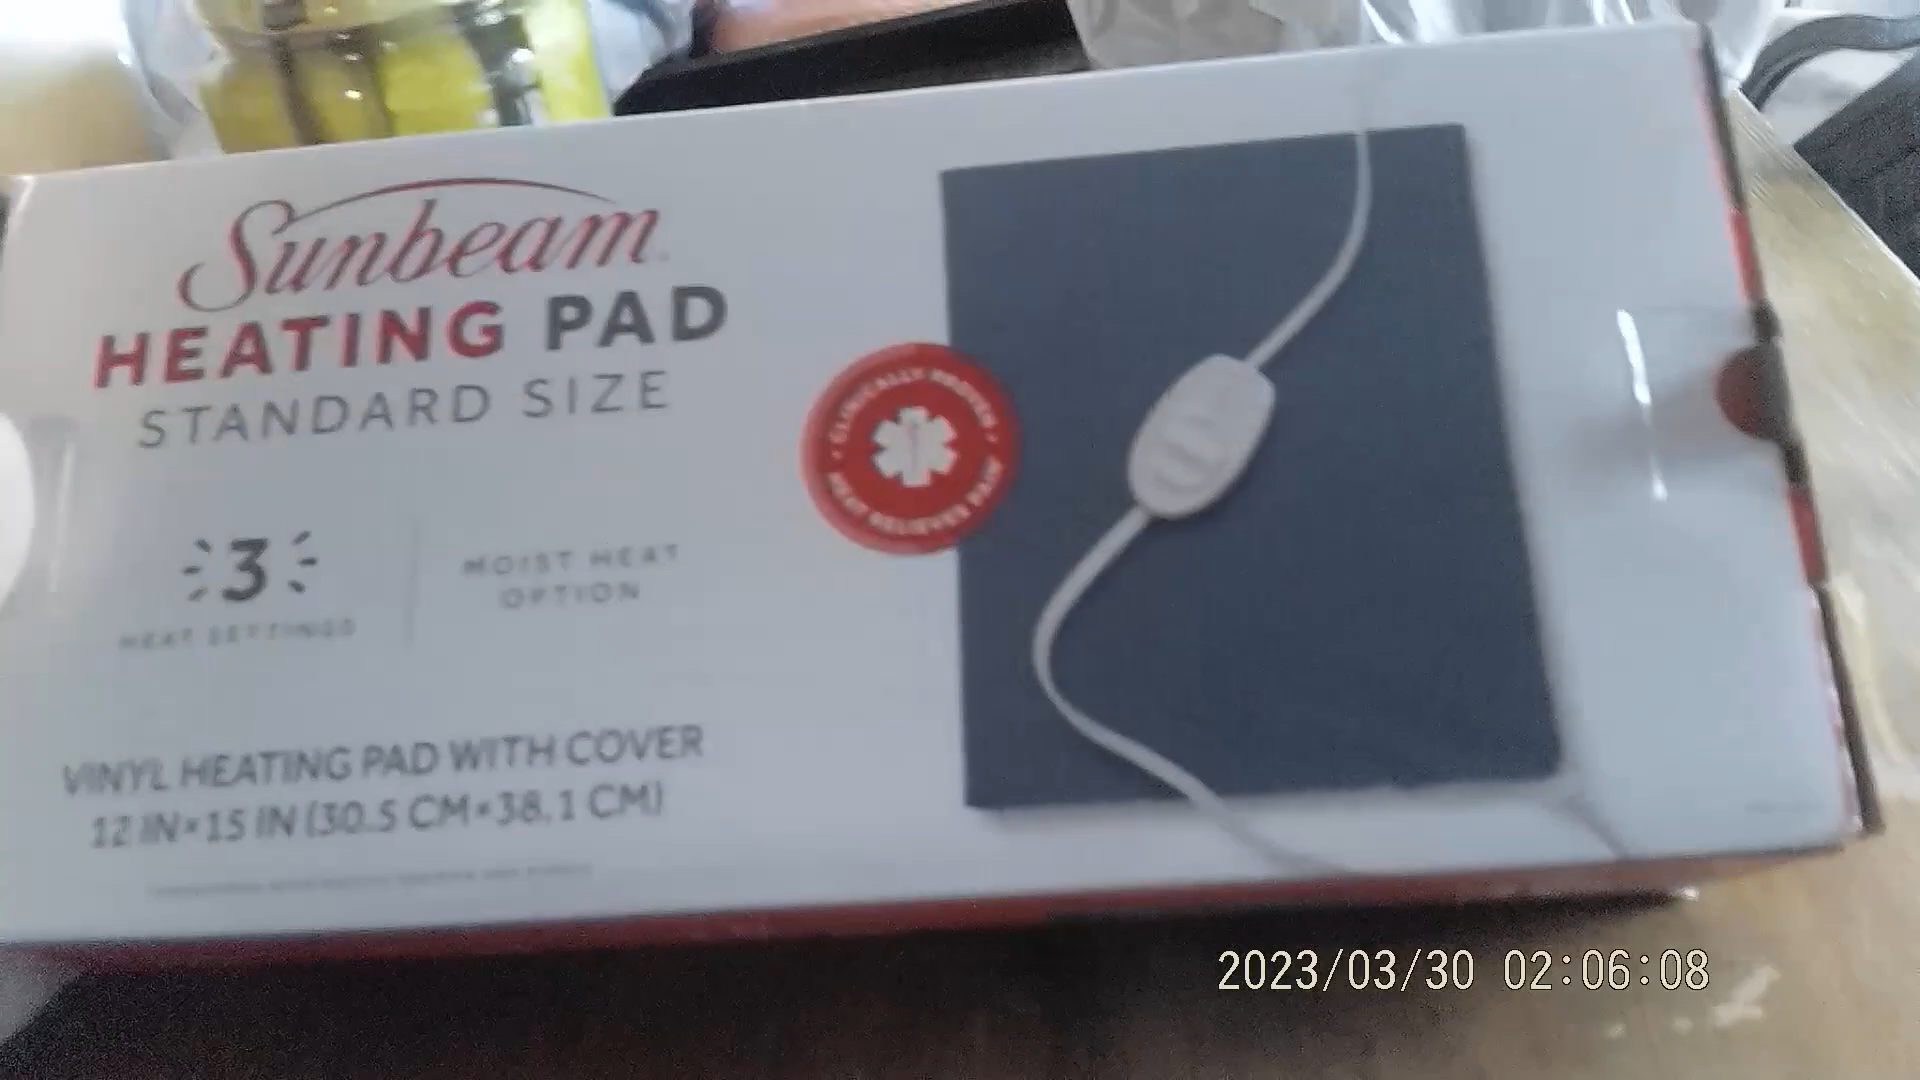 Sunbeam
HEATING PAD
STANDARD SIZE
3
HEAT SETTINGS
MOIST HEAT
OPTION
VINYL HEATING PAD WITH COVER
12 IN×15 IN (30.5 CM×38.1 CM)
CLINICALLY PROVEN
HEAT RELIEVES PAIN
2023/03/30 02:06:08